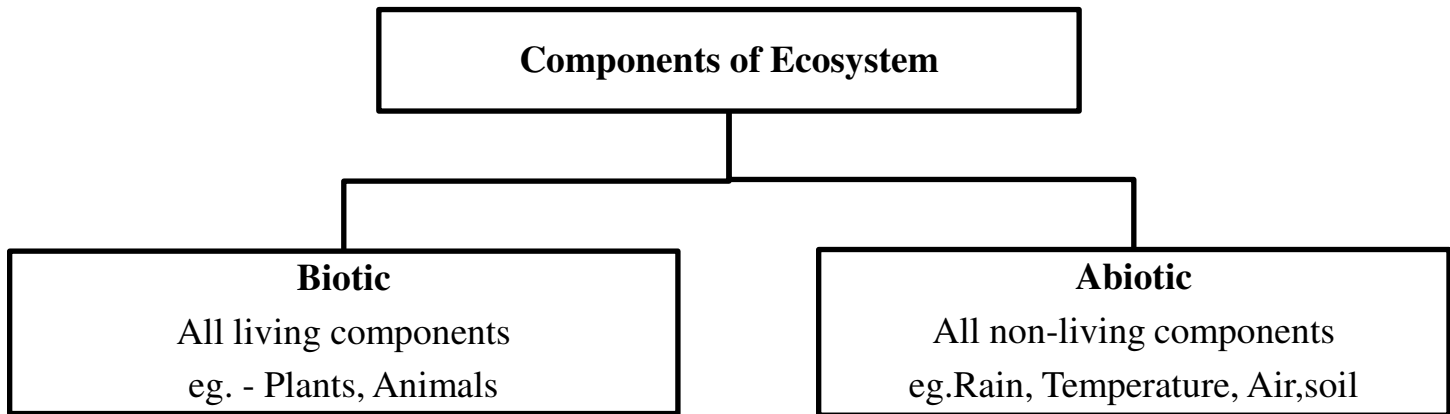 Components of Ecosystem
Biotic
All living components
eg. - Plants, Animals
Abiotic
All non-living components
eg.Rain, Temperature, Air,soil